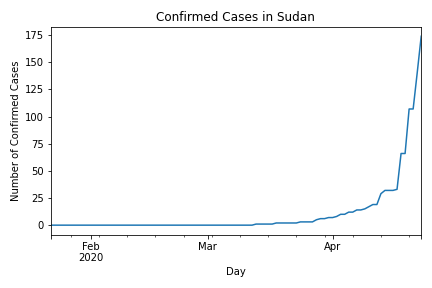 Confirmed Cases in Sudan
175
150
125
100
75
50
25
0
Number of Confirmed Cases
Feb
2020
Mar
Apr
Day